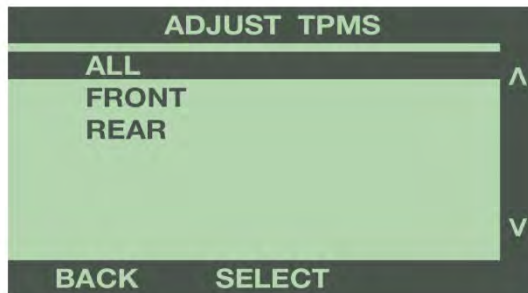 ADJUST TPMS
ALL
FRONT
REAR
BACK SELECT